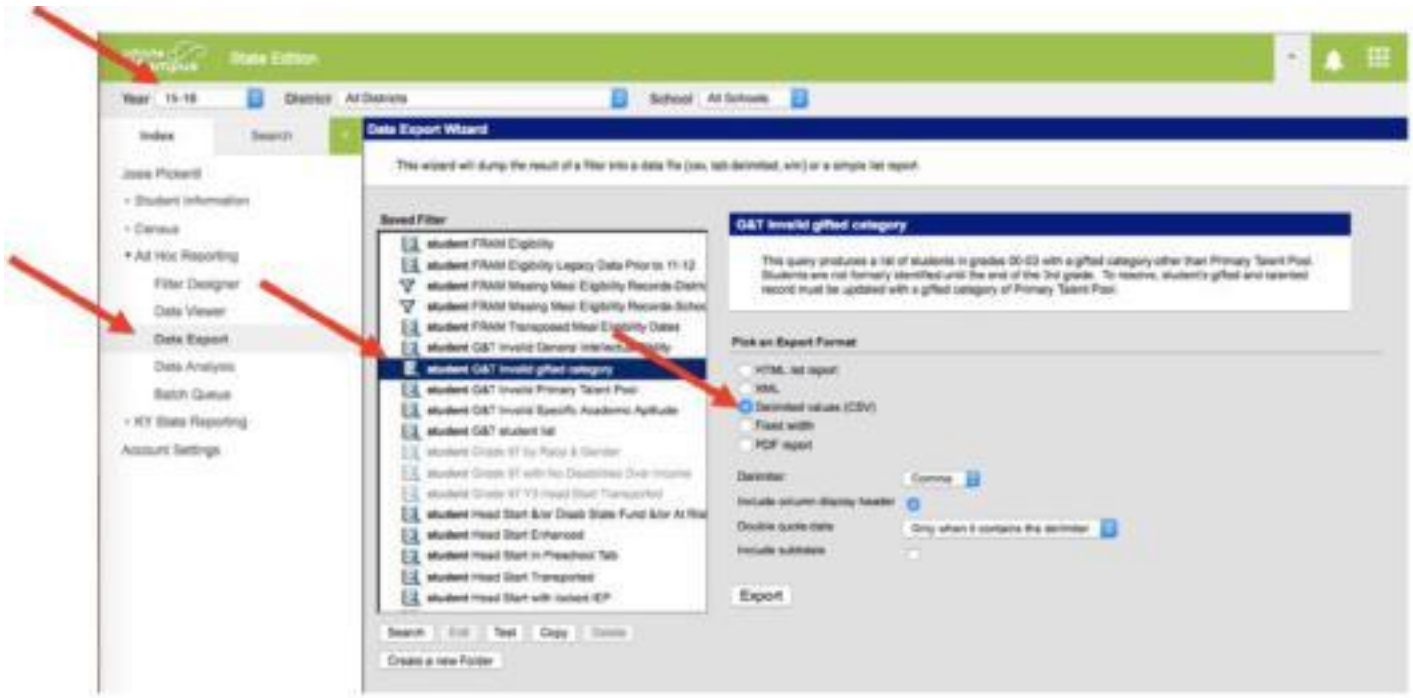 Infinite Campus State Edition
Year 15-16 District All Districts School All Schools
Index Search
Data Export Wizard
This wizard will dump the result of a filter into a data file (csv, tab delimited, xml) or a simple list report.
Student Information
Census
Ad Hoc Reporting
Filter Designer
Data Viewer
Data Export
Data Analysis
Batch Queue
KY State Reporting
Account Settings
Saved Filter
student FRAM Eligibility
student FRAM Eligibility Legacy Data Prior to 11-12
student FRAM Missing Meal Eligibility Records-Distri
student FRAM Missing Meal Eligibility Records-Schoo
student FRAM Transposed Meal Eligibility Dates
student G&T Invalid General Intellectual Ability
student G&T Invalid gifted category
student G&T Invalid Primary Talent Pool
student G&T Invalid Specific Academic Aptitude
student G&T student list
student Grade 97 by Race & Gender
student Grade 97 with No Disabilities Over Income
student Grade 97 Y3 Head Start Transported
student Head Start &/or Disab State Fund &/or At Ris
student Head Start Enhanced
student Head Start in Preschool Tab
student Head Start Transported
student Head Start with locked IEP
Search Edit Test Copy Delete
Create a new Folder
G&T Invalid gifted category
This query produces a list of students in grades 00-03 with a gifted category other than Primary Talent Pool.
Students are not formally identified until the end of the 3rd grade. To resolve, student's gifted and talented
record must be updated with a gifted category of Primary Talent Pool.
Pick an Export Format
HTML list report
XML
Delimited values (CSV)
Fixed width
PDF report
Delimiter: Comma
Include column display header
Double quote data Only when it contains the delimiter
Include subtotals
Export